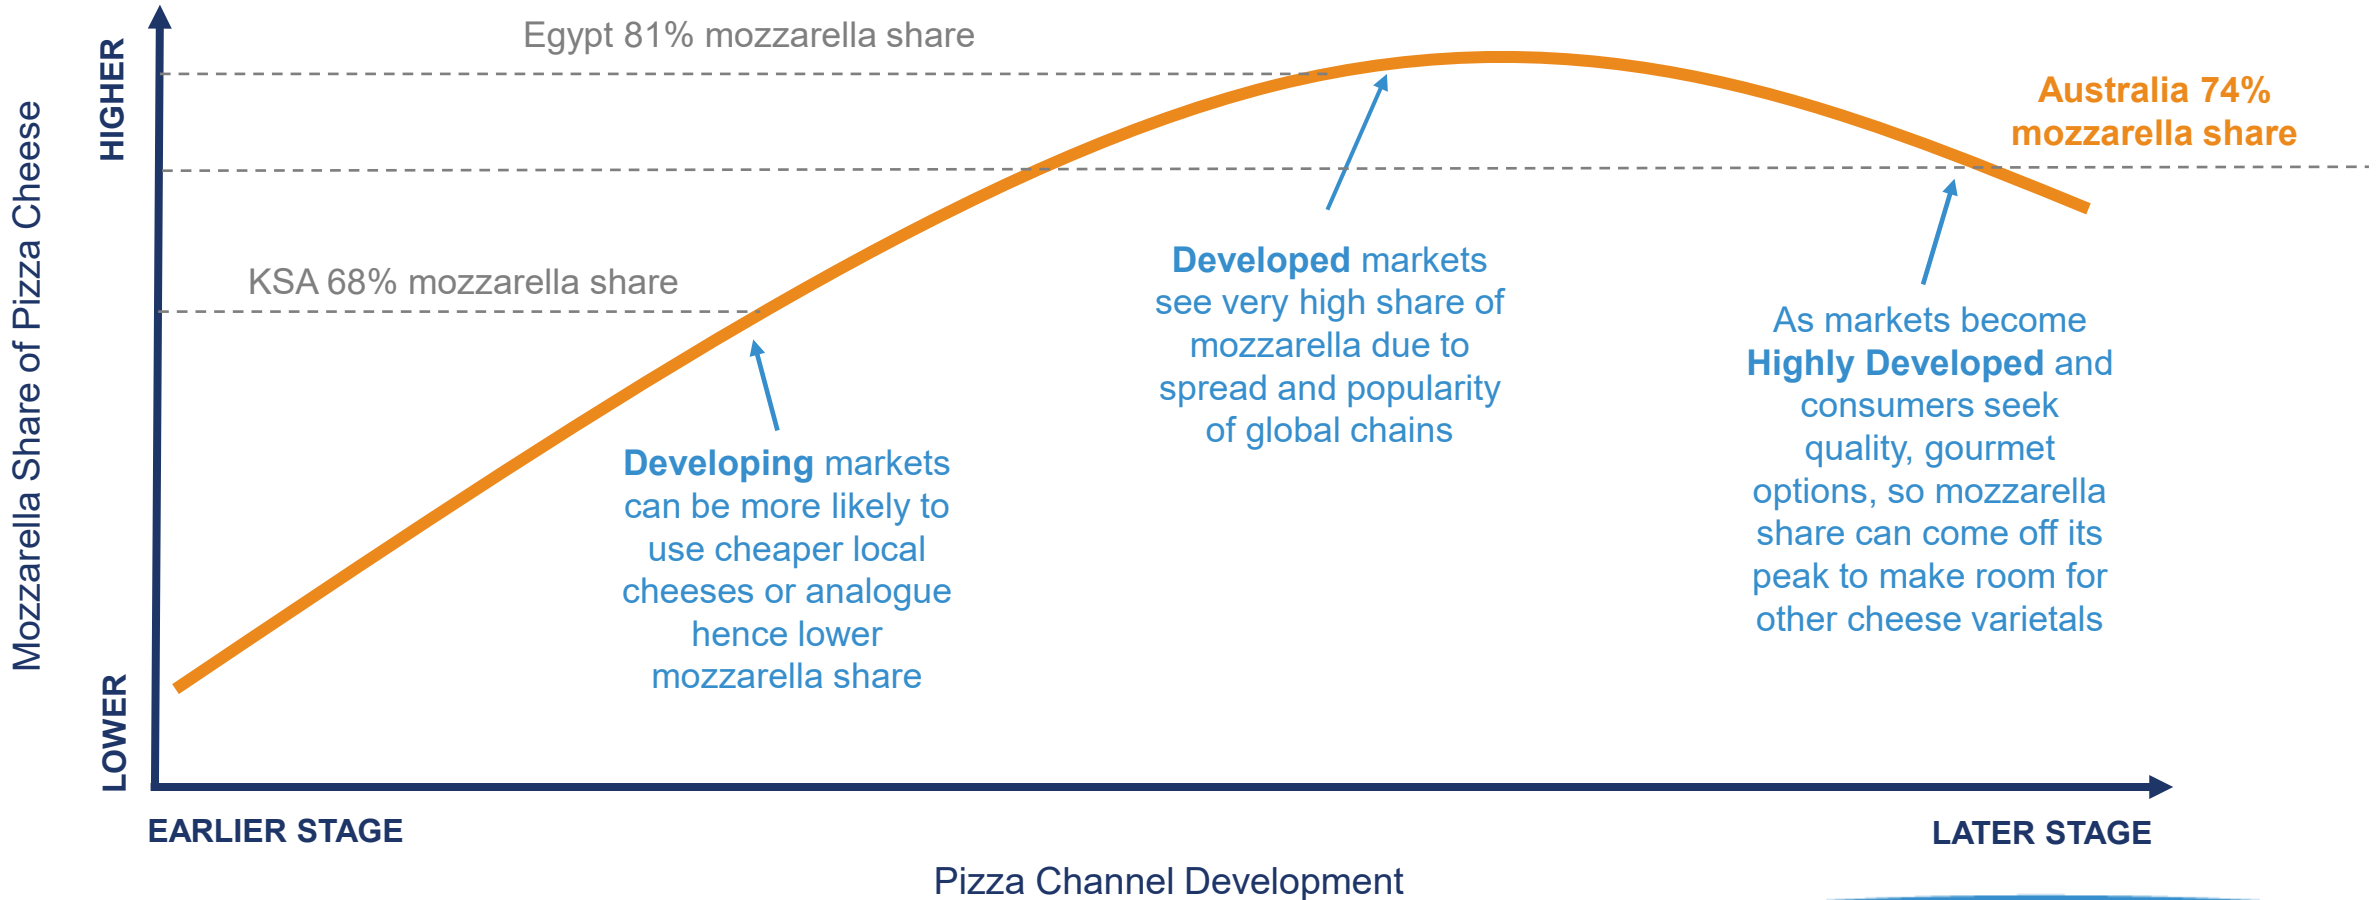 Egypt 81% mozzarella share
HIGHER
Australia 74%
mozzarella share
Mozzarella Share of Pizza Cheese
KSA 68% mozzarella share
Developed markets
see very high share of
mozzarella due to
spread and popularity
of global chains
As markets become
Highly Developed and
consumers seek
quality, gourmet
options, so mozzarella
share can come off its
peak to make room for
other cheese varietals
Developing markets
can be more likely to
use cheaper local
cheeses or analogue
hence lower
mozzarella share
LOWER
EARLIER STAGE
LATER STAGE
Pizza Channel Development